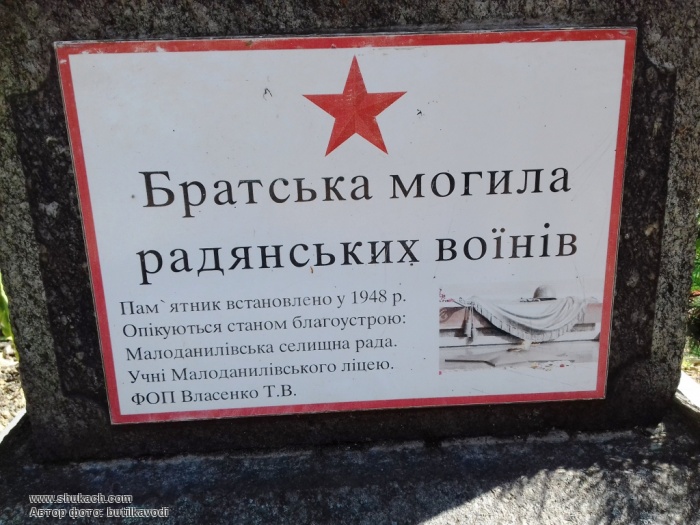 Братська могила
радянських воїнів
Пам`ятник встановлено у 1948 р.
Опікуються станом благоустрою:
Малоданилівська селищна рада.
Учні Малоданилівського ліцею.
ФОП Власенко Т.В.
www.shukach.com
Автор фото: butikavodi